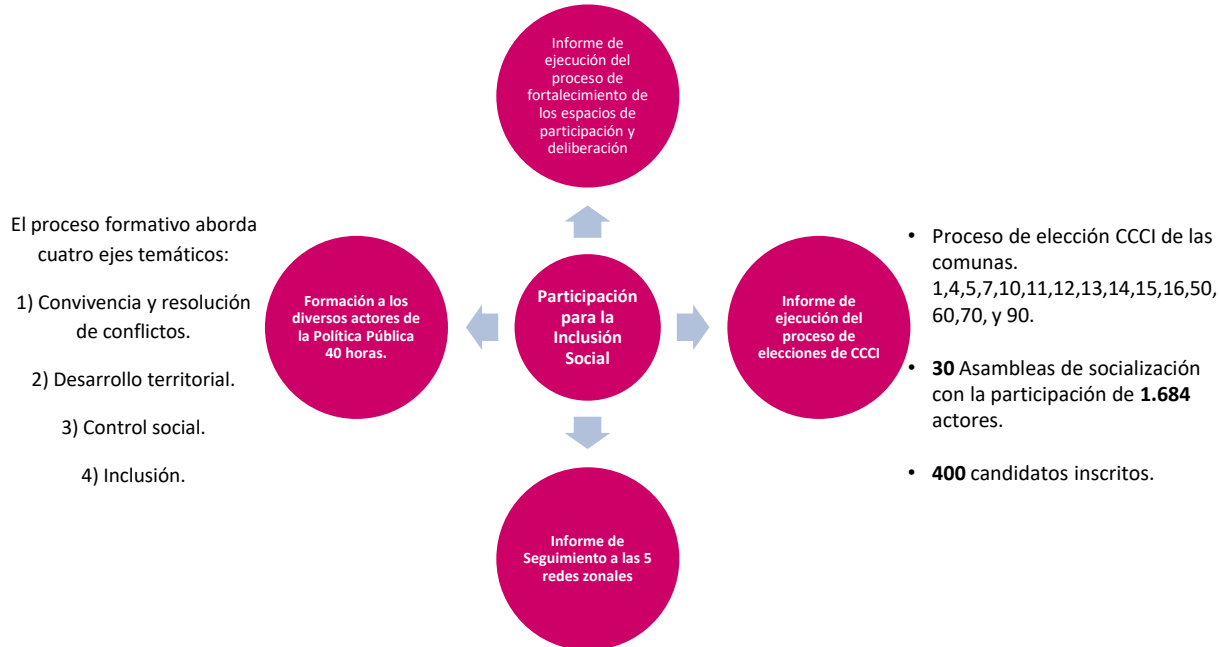 Informe de
ejecución del
proceso de
fortalecimiento de
los espacios de
participación y
deliberación
El proceso formativo aborda
cuatro ejes temáticos:
1) Convivencia y resolución
de conflictos.
2) Desarrollo territorial.
3) Control social.
4) Inclusión.
Formación a los
diversos actores de
la Política Pública
40 horas.
Participación
para la
Inclusión
Social
Informe de
ejecución del
proceso de
elecciones de CCCI
• Proceso de elección CCCI de las
comunas.
1,4,5,7,10,11,12,13,14,15,16,50,
60,70, y 90.
• 30 Asambleas de socialización
con la participación de 1.684
actores.
• 400 candidatos inscritos.
Informe de
Seguimiento a las 5
redes zonales